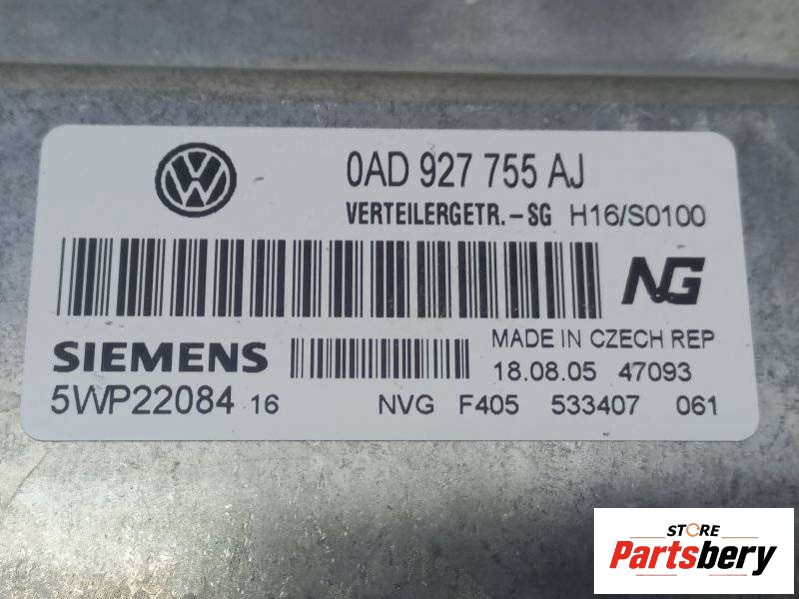 0AD 927 755 AJ
VERTEILERGETR.-SG H16/S0100
NG
SIEMENS
MADE IN CZECH REP
18.08.05 47093
5WP22084 16
NVG F405 533407 061
STORE
Partsbery